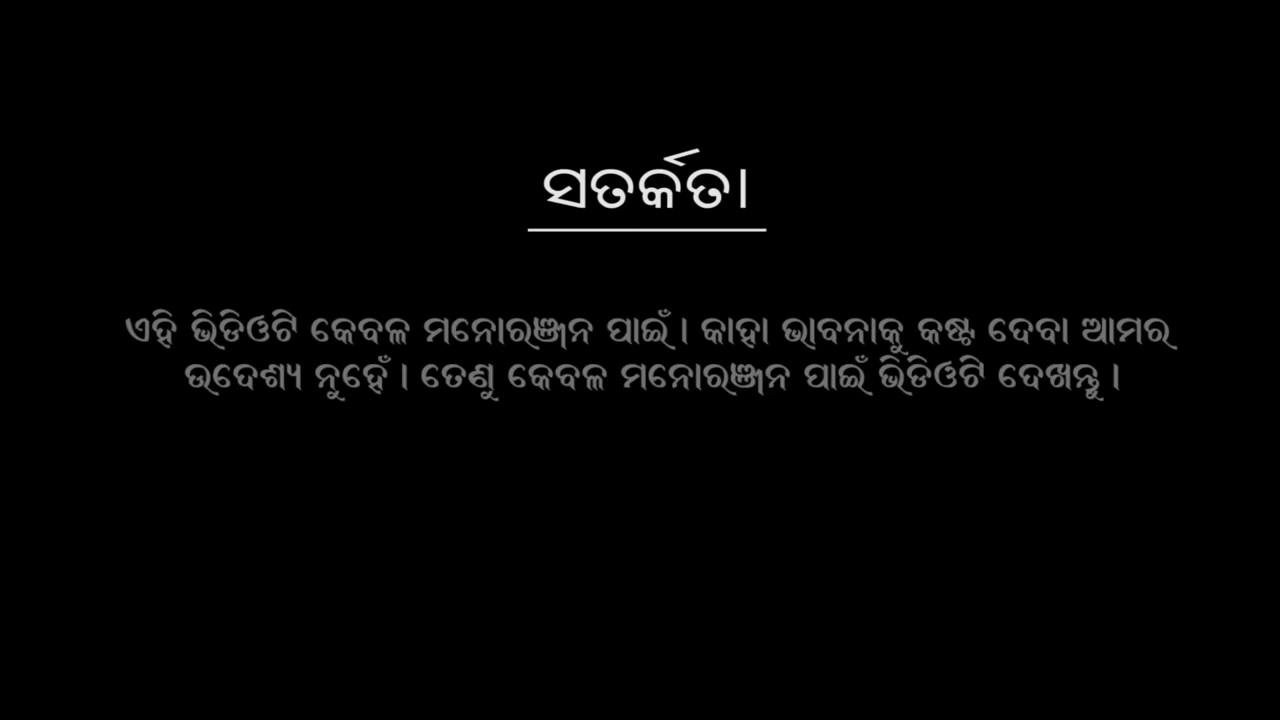 ସତର୍କତା
ଏହି ଭିଡିଓଟି କେବଳ ମନୋରଞ୍ଜନ ପାଇଁ । କାହା ଭାବନାକୁ କଷ୍ଟ ଦେବା ଆମର
ଉଦେଶ୍ୟ ନୁହେଁ । ତେଣୁ କେବଳ ମନୋରଞ୍ଜନ ପାଇଁ ଭିଡିଓଟି ଦେଖନ୍ତୁ ।